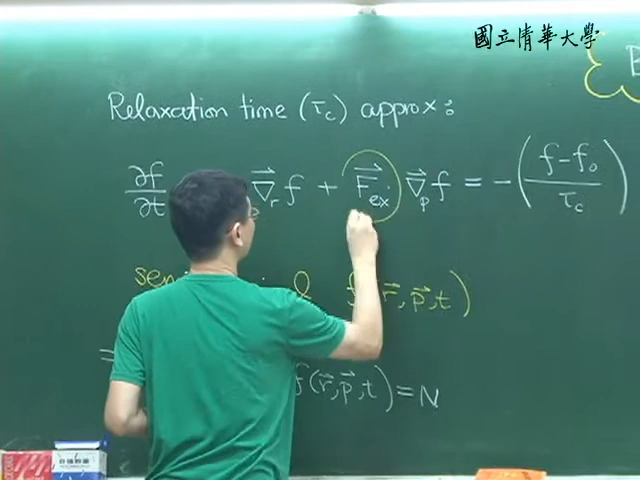 國立清華大學
B
Relaxation time (τc) approx:
∂f/∂t ∇⃗r f + F⃗ex · ∇⃗p f = -((f-f₀)/τc)
f(r⃗, p⃗, t)
= f(r⃗, p⃗, t) = N